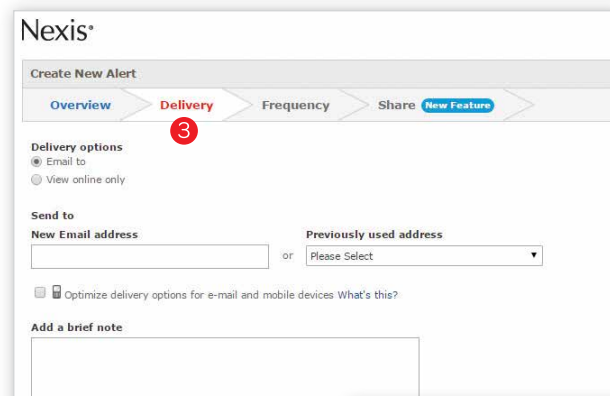 Nexis®
Create New Alert
Overview Delivery Frequency Share New Feature
3
Delivery options
Email to
View online only
Send to
New Email address Previously used address
or Please Select
Optimize delivery options for e-mail and mobile devices What's this?
Add a brief note